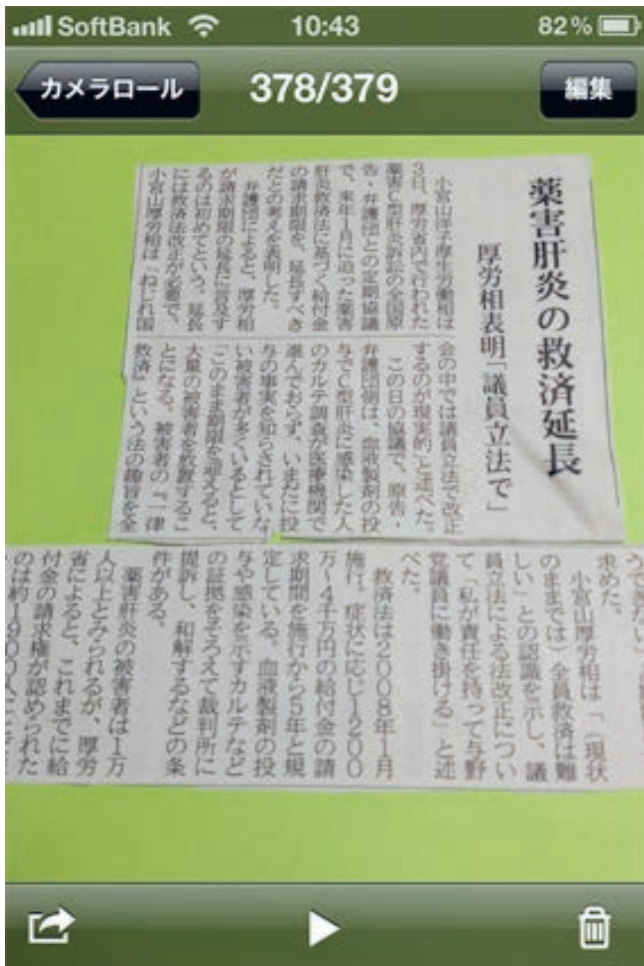 SoftBank 10:43 82%
カメラロール 378/379 編集
薬害肝炎の救済延長
厚労相表明「議員立法で」
小宮山洋子厚生労働相は
3日、厚労省内で行われた
薬害C型肝炎訴訟の全国原
告・弁護団との定期協議
で、来年1月に迫った薬害
肝炎救済法に基づく給付金
の請求期限を、延長すべき
だとの考えを表明した。
弁護団によると、厚労相
が請求期限の延長に言及す
るのは初めてという。延長
には救済法改正が必要で、
小宮山厚労相は「ねじれ国
会の中では議員立法で改正
するのが現実的」と述べた。
この日の協議で、原告・
弁護団側は、血液製剤の投
与でC型肝炎に感染した人
のカルテ調査が医療機関で
進んでおらず、いまだに投
与の事実を知らされていな
い被害者が多くいるとして
「このまま期限を迎えると、
大量の被害者を放置するこ
とになる。被害者の『一律
救済』という法の趣旨を全
求めた。
小宮山厚労相は「(現状
のままでは)全員救済は難
しい」との認識を示し、議
員立法による法改正につい
て「私が責任を持って与野
党議員に働き掛ける」と述
べた。
救済法は2008年1月
施行。症状に応じ1200
万〜4千万円の給付金の請
求期間を施行から5年と規
定している。血液製剤の投
与や感染を示すカルテなど
の証拠をそろえて裁判所に
提訴し、和解するなどの条
件がある。
薬害肝炎の被害者は1万
人以上とみられるが、厚労
省によると、これまでに給
付金の請求権が認められた
のは約1900人